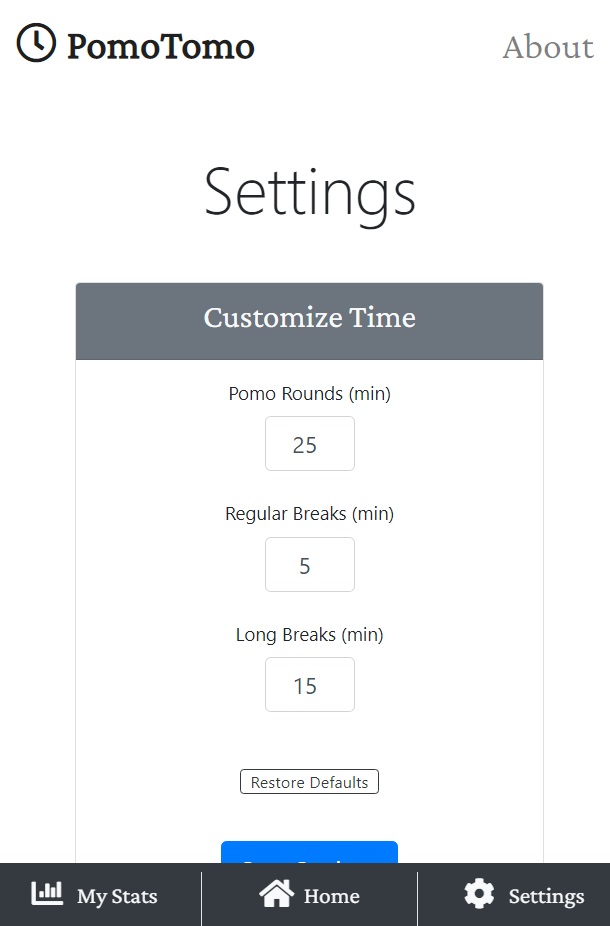 PomoTomo
About
Settings
Customize Time
Pomo Rounds (min)
25
Regular Breaks (min)
5
Long Breaks (min)
15
Restore Defaults
My Stats
Home
Settings